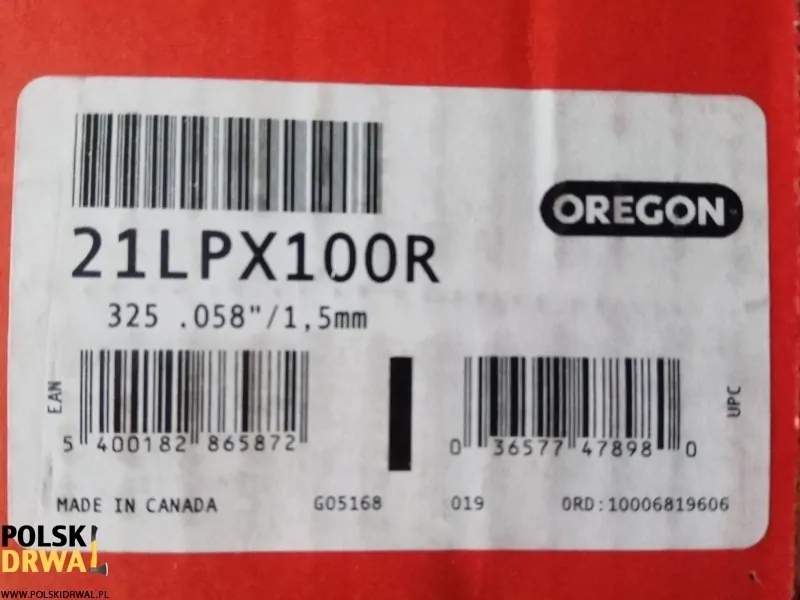 OREGON
21LPX100R
325 .058"/1,5mm
EAN
5 400182 865872
0 36577 47898 0
UPC
MADE IN CANADA G05168 019 ORD:10006819606
POLSKI
DRWAL
WWW.POLSKIDRWAL.PL